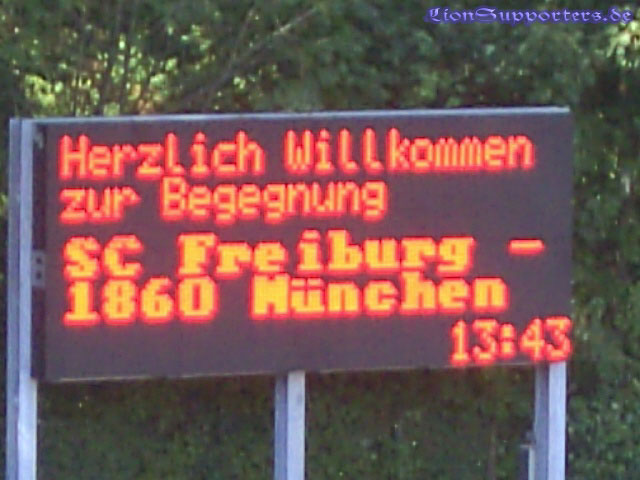 LionSupporters.de
Herzlich Willkommen
zur Begegnung
SC Freiburg -
1860 München
13:43